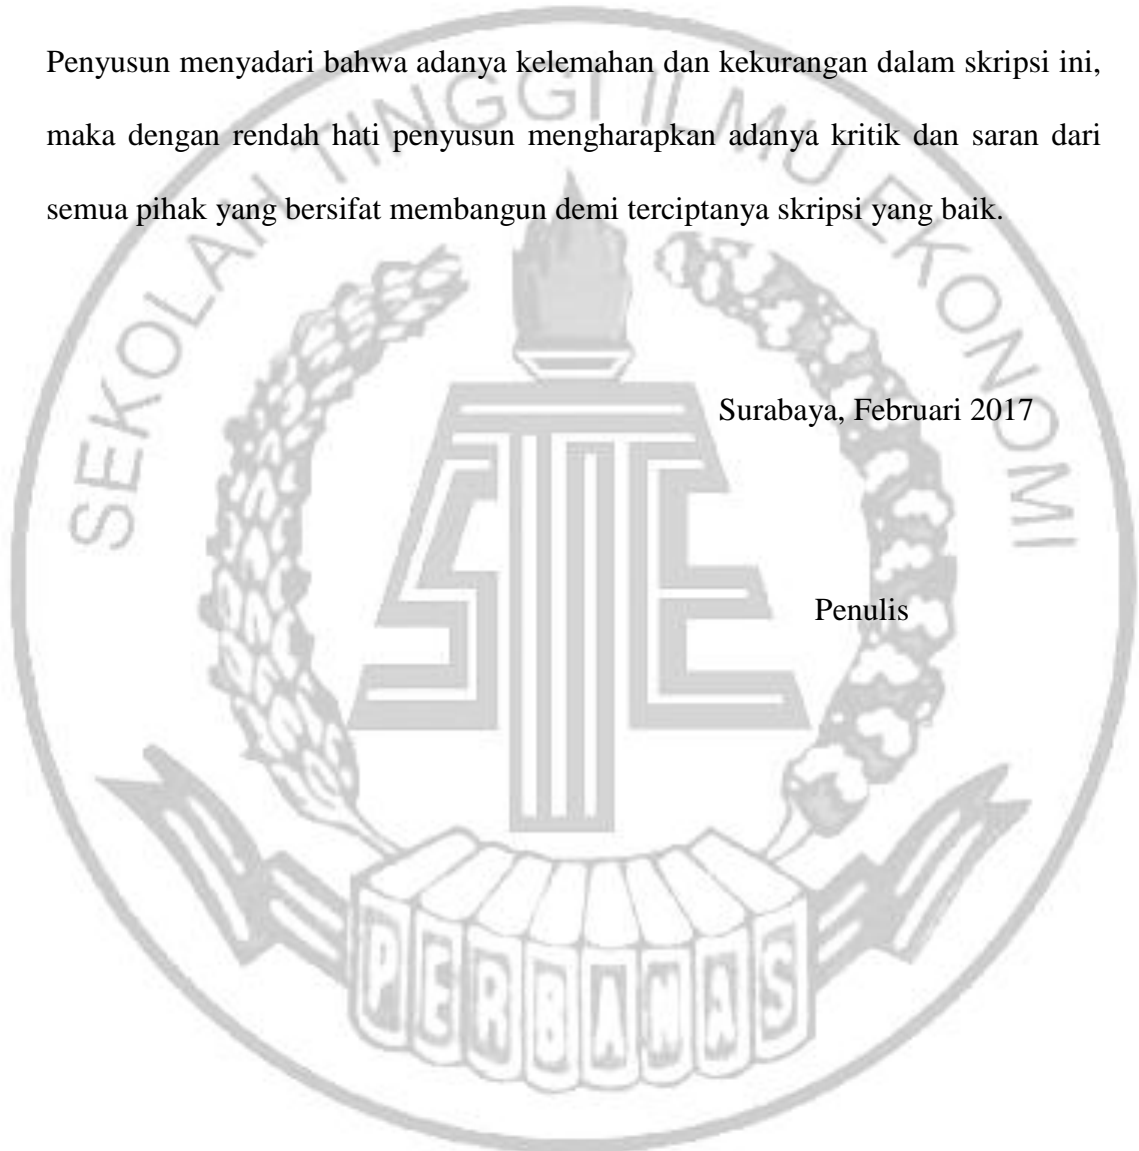 Penyusun menyadari bahwa adanya kelemahan dan kekurangan dalam skripsi ini,
maka dengan rendah hati penyusun mengharapkan adanya kritik dan saran dari
semua pihak yang bersifat membangun demi terciptanya skripsi yang baik.
SEKOLAH TINGGI ILMU EKONOMI
Surabaya, Februari 2017
STIE
Penulis
PERBANAS